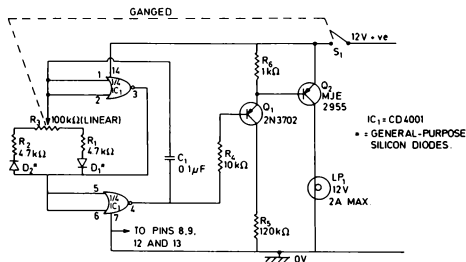 GANGED
12V +ve
S1
14
1
2
1/4
IC1
3
R6
1kΩ
Q2
MJE
2955
Q1
2N3702
IC1 = CD4001
* = GENERAL-PURPOSE
SILICON DIODES.
R3
100kΩ(LINEAR)
R2
4.7kΩ
R1
4.7kΩ
D2*
D1*
C1
0.1µF
R4
10kΩ
LP1
12V
2A MAX.
5
6
1/4
IC1
4
7
R5
120kΩ
TO PINS 8,9,
12 AND 13
0V